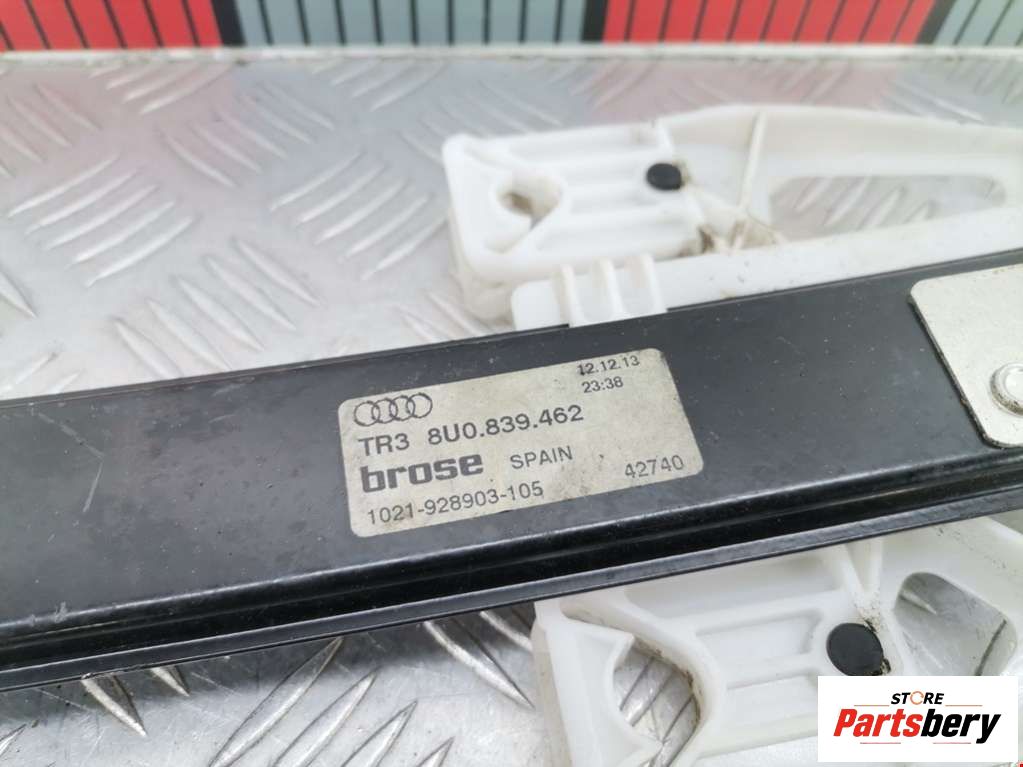 12.12.13
23:38
TR3 8U0.839.462
brose SPAIN 42740
1021-928903-105
STORE
Partsbery